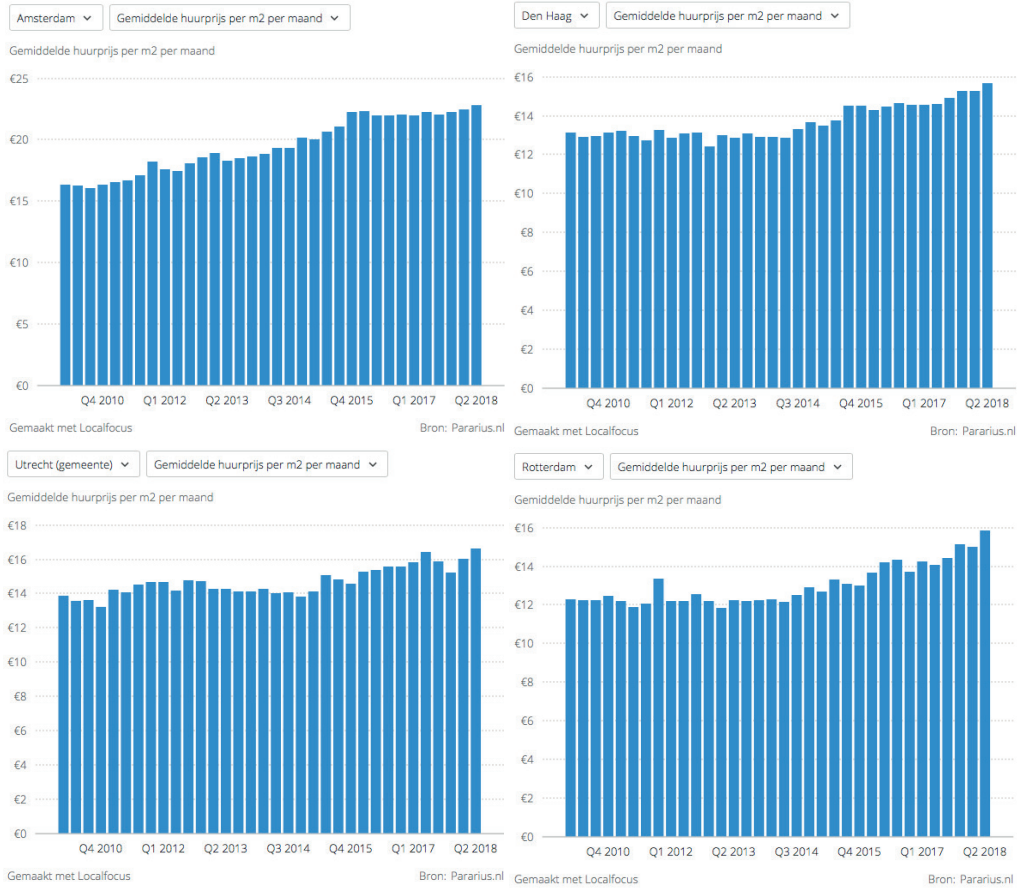 Amsterdam
Gemiddelde huurprijs per m2 per maand
Gemiddelde huurprijs per m2 per maand
€25
€20
€15
€10
€5
€0
Q4 2010 Q1 2012 Q2 2013 Q3 2014 Q4 2015 Q1 2017 Q2 2018
Gemaakt met Localfocus
Bron: Pararius.nl
Den Haag
Gemiddelde huurprijs per m2 per maand
Gemiddelde huurprijs per m2 per maand
€16
€14
€12
€10
€8
€6
€4
€2
€0
Q4 2010 Q1 2012 Q2 2013 Q3 2014 Q4 2015 Q1 2017 Q2 2018
Gemaakt met Localfocus
Bron: Pararius.nl
Utrecht (gemeente)
Gemiddelde huurprijs per m2 per maand
Gemiddelde huurprijs per m2 per maand
€18
€16
€14
€12
€10
€8
€6
€4
€2
€0
Q4 2010 Q1 2012 Q2 2013 Q3 2014 Q4 2015 Q1 2017 Q2 2018
Gemaakt met Localfocus
Bron: Pararius.nl
Rotterdam
Gemiddelde huurprijs per m2 per maand
Gemiddelde huurprijs per m2 per maand
€16
€14
€12
€10
€8
€6
€4
€2
€0
Q4 2010 Q1 2012 Q2 2013 Q3 2014 Q4 2015 Q1 2017 Q2 2018
Gemaakt met Localfocus
Bron: Pararius.nl